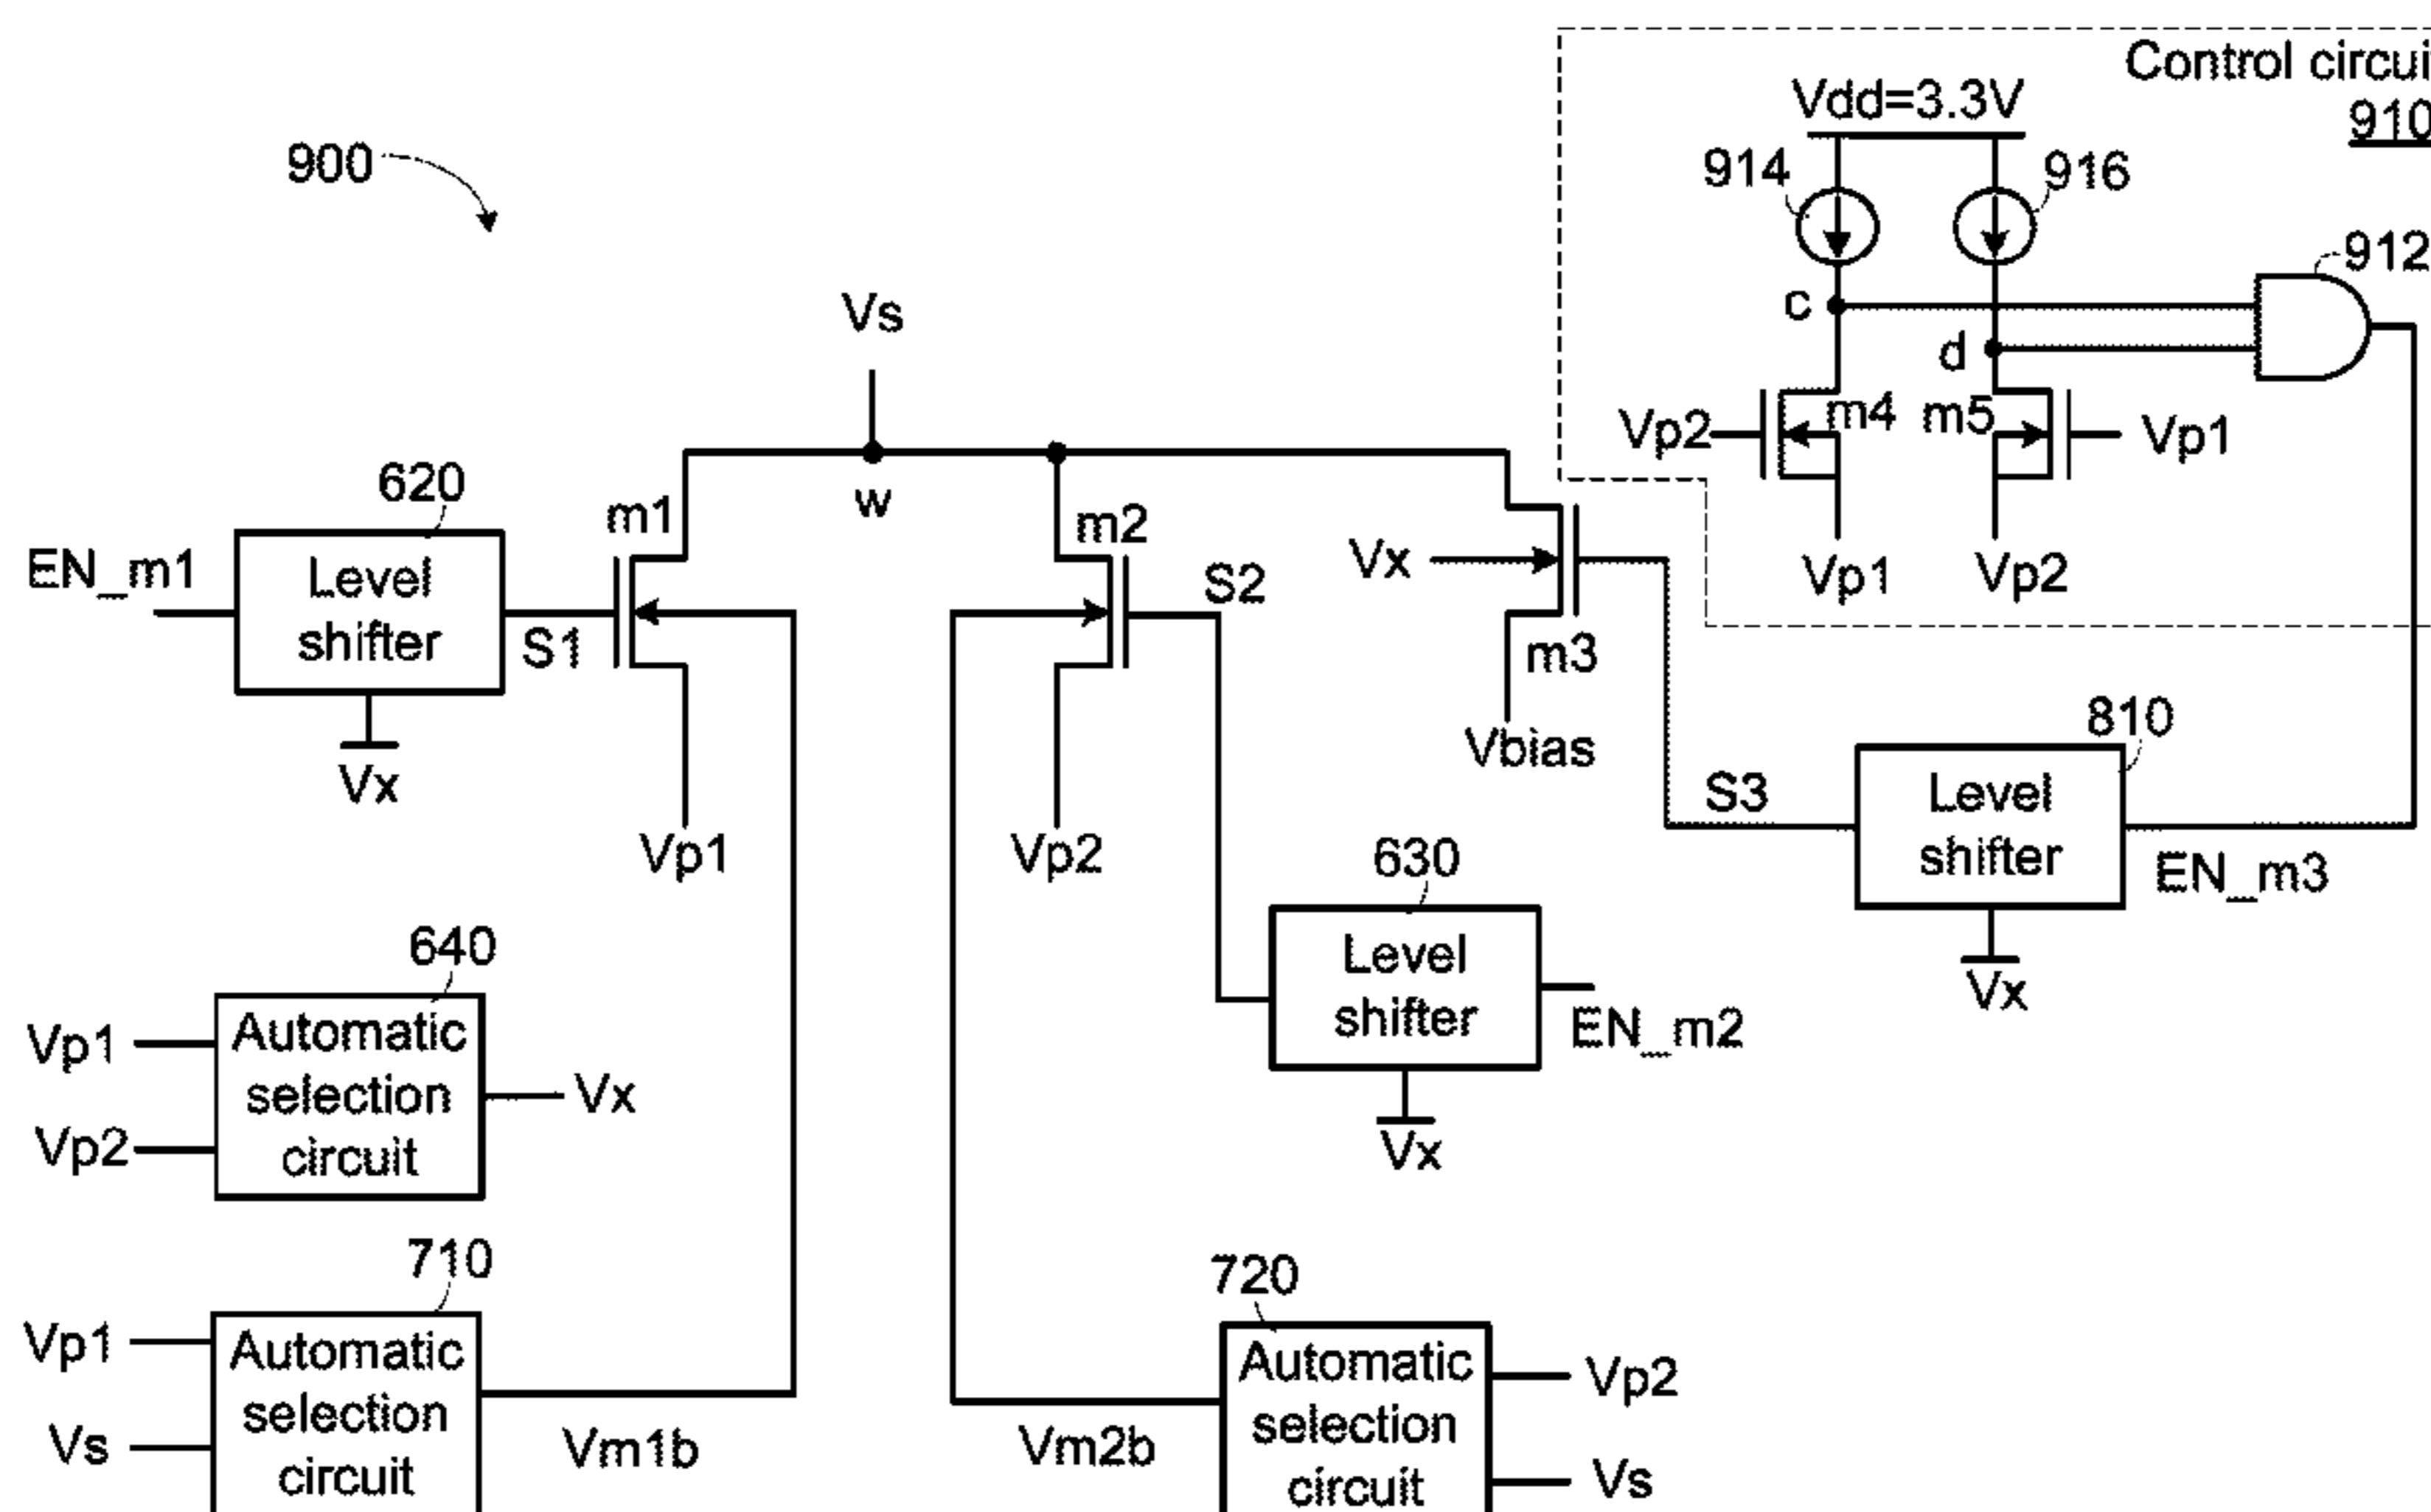 Control circui
910
Vdd=3.3V
900
914
916
912
c
d
Vs
Vp2
m4
m5
Vp1
620
m1
w
m2
EN_m1
Level
shifter
S1
S2
Vx
Vp1
Vp2
m3
Vx
Vbias
810
S3
Level
shifter
EN_m3
Vp1
Vp2
630
Level
shifter
EN_m2
Vx
640
Vp1
Automatic
selection
circuit
Vx
Vp2
Vx
710
720
Vp1
Automatic
selection
circuit
Vs
Vm1b
Vm2b
Automatic
selection
circuit
Vp2
Vs